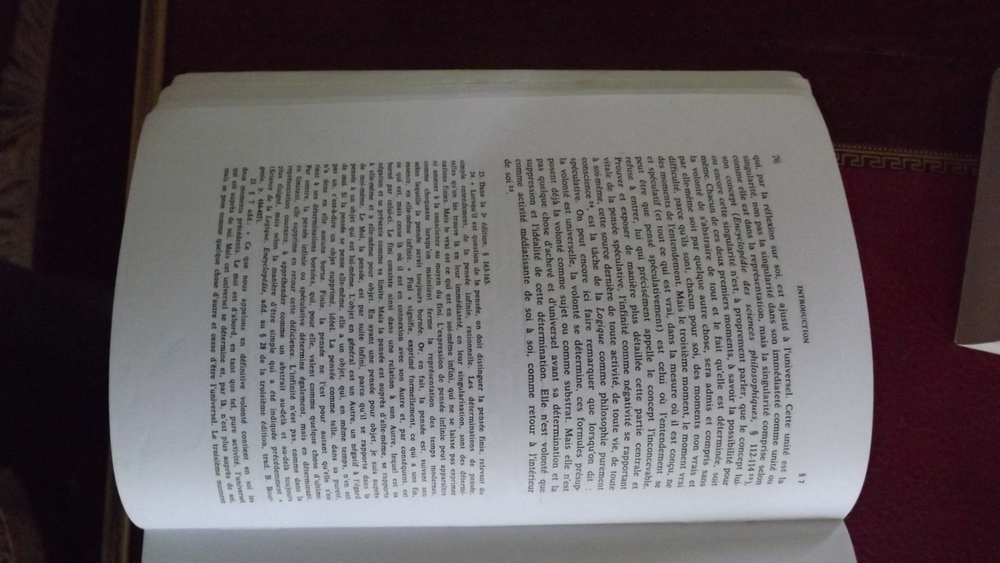 76 INTRODUCTION § 7
qui, par la réflexion sur soi, est ajusté à l'universel. Cette unité est la
singularité, non pas la singularité dans son immédiateté comme unité ou
comme elle est dans la représentation, mais la singularité comprise selon
son concept (Encyclopédie des sciences philosophiques, § 112-114 23),
ou encore cette singularité n'est, à proprement parler, que le concept lui-
même. Chacun de ces deux premiers moments, à savoir la possibilité pour
la volonté de s'abstraire de tout et le fait qu'elle est déterminée, soit
par elle-même soit par quelque autre chose, sera admis et compris sans
difficulté, parce qu'ils sont, chacun pour soi, des moments non vrais et
des moments de l'entendement. Mais le troisième moment, le moment vrai
et spéculatif (et tout ce qui est vrai, dans la mesure où il est conçu, ne
peut être que pensé spéculativement) est celui où l'entendement se
refuse à entrer, lui qui précisément appelle le concept l'inconcevable.
Prouver et exposer de manière plus détaillée cette partie centrale et
vitale de la pensée spéculative, l'infinité comme négativité se rapportant
à soi-même, cette source dernière de toute activité, de toute vie, de toute
conscience 24, est la tâche de la Logique comme philosophie purement
spéculative. On peut encore ici faire remarquer que lorsqu'on dit :
la volonté est universelle, la volonté se détermine, ces formules présup-
posent déjà la volonté comme sujet ou comme substrat. Mais elle n'est
pas quelque chose d'achevé et d'universel avant sa détermination et la
suppression et l'idéalité de cette détermination. Elle n'est volonté que
comme activité médiatisante de soi à soi, comme retour à l'intérieur
de soi 25.
23. Dans la 3e édition, § 163-165.
24. « Lorsqu'il est question de la pensée, on doit distinguer la pensée finie, relevant du
simple entendement, de la pensée infinie, rationnelle. Les déterminations de pensée,
telles qu'on les trouve là en leur immédiateté, en leur singularisation, sont des détermi-
nations finies. Mais le vrai est ce qui est en soi-même infini, qui ne se laisse pas exprimer
ni amener à la conscience au moyen du fini. L'expression de pensée infinie peut apparaître
comme choquante lorsqu'on maintient ferme la représentation des temps modernes,
selon laquelle la pensée serait toujours bornée. Or, en fait, la pensée est, suivant son
essence, en elle-même infinie. « Fini » signifie, exprimé formellement, ce qui a une fin,
ce qui est, mais cesse là où il est en connexion avec son Autre et, par conséquent, est
borné par celui-ci. Le fini consiste ainsi dans une relation à son Autre, lequel est sa
négation et se présente comme sa limite. Mais la pensée est auprès d'elle-même, se rapporte
à elle-même et a elle-même pour objet. En ayant une pensée pour objet, je suis auprès
de moi-même. Le Moi, la pensée, est par suite infini, parce qu'il se rapporte dans la
pensée à un objet qui est lui-même. L'objet en général est un Autre, un négatif à l'égard
de moi. Si la pensée se pense elle-même, elle a un objet, qui, en même temps, n'en est
pas un, c'est-à-dire un objet supprimé, idéel. La pensée comme telle, dans sa pureté,
n'a donc en elle aucune borne. Finie, la pensée ne l'est pour autant qu'elle s'en
tient à ses déterminations bornées, qui, pour elle, valent comme quelque chose d'ultime.
Par contre, la pensée infinie ou spéculative détermine également, mais en déterminant,
en limitant, elle supprime en retour cette déficience. L'infinité n'est pas, comme dans la
représentation courante, à appréhender comme un abstrait au-delà et au-delà toujours
plus éloigné, mais selon la manière d'être simple qui a été indiquée précédemment »
(Science de la Logique, Encyclopédie, add. au § 28 de la troisième édition, trad. B. Bour-
geois, p. 484-485).
25. § 7 add. : « Ce que nous appelons en définitive volonté contient en soi les
deux moments précédents. Le moi est d'abord, en tant que tel, pure activité, l'universel
qui est auprès de soi. Mais cet universel se détermine et, par là, n'est plus auprès de soi,
mais se pose comme quelque chose d'autre et cesse d'être l'universel. Le troisième moment